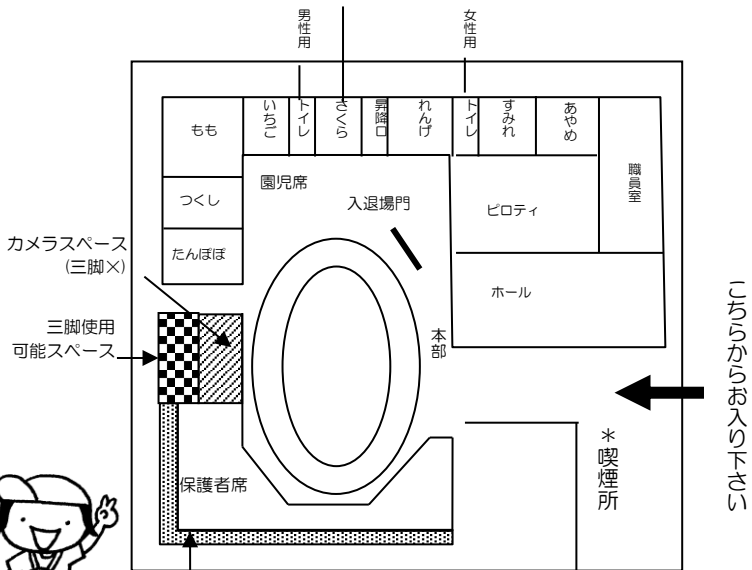 男性用
女性用
もも
いちご
トイレ
さくら
昇降口
れんげ
トイレ
すみれ
あやめ
職員室
つくし
園児席
入退場門
ピロティ
カメラスペース
(三脚×)
たんぽぽ
ホール
三脚使用
可能スペース
本部
こちらからお入り下さい
*喫煙所
保護者席